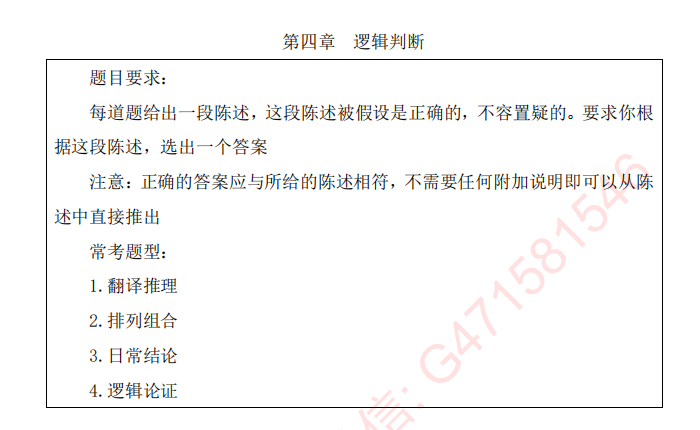 第四章　逻辑判断
题目要求：
每道题给出一段陈述，这段陈述被假设是正确的，不容置疑的。要求你根
据这段陈述，选出一个答案
注意：正确的答案应与所给的陈述相符，不需要任何附加说明即可以从陈
述中直接推出
常考题型：
1.翻译推理
2.排列组合
3.日常结论
4.逻辑论证
信: G471581546